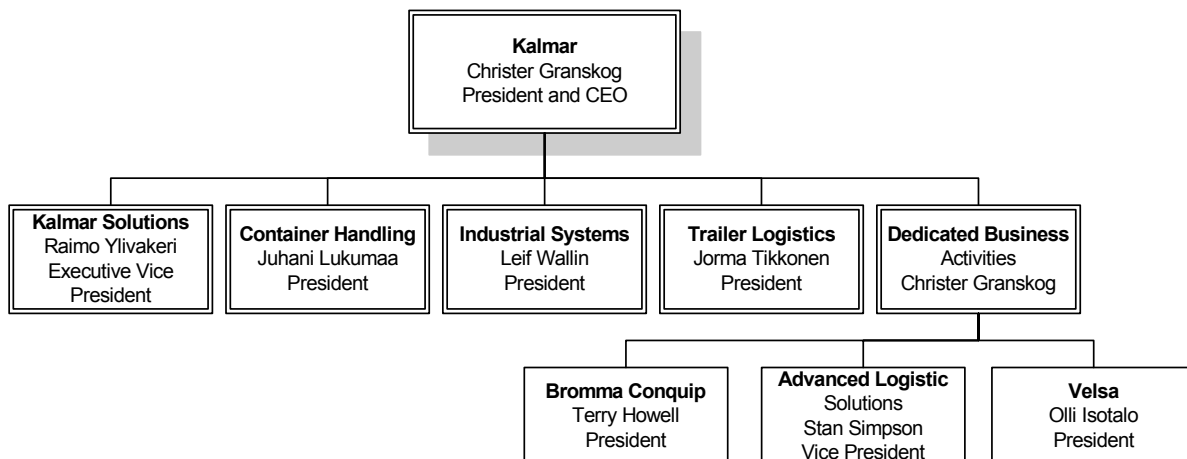 Kalmar
Christer Granskog
President and CEO
Kalmar Solutions
Raimo Ylivakeri
Executive Vice
President
Container Handling
Juhani Lukumaa
President
Industrial Systems
Leif Wallin
President
Trailer Logistics
Jorma Tikkonen
President
Dedicated Business
Activities
Christer Granskog
Bromma Conquip
Terry Howell
President
Advanced Logistic
Solutions
Stan Simpson
Vice President
Velsa
Olli Isotalo
President